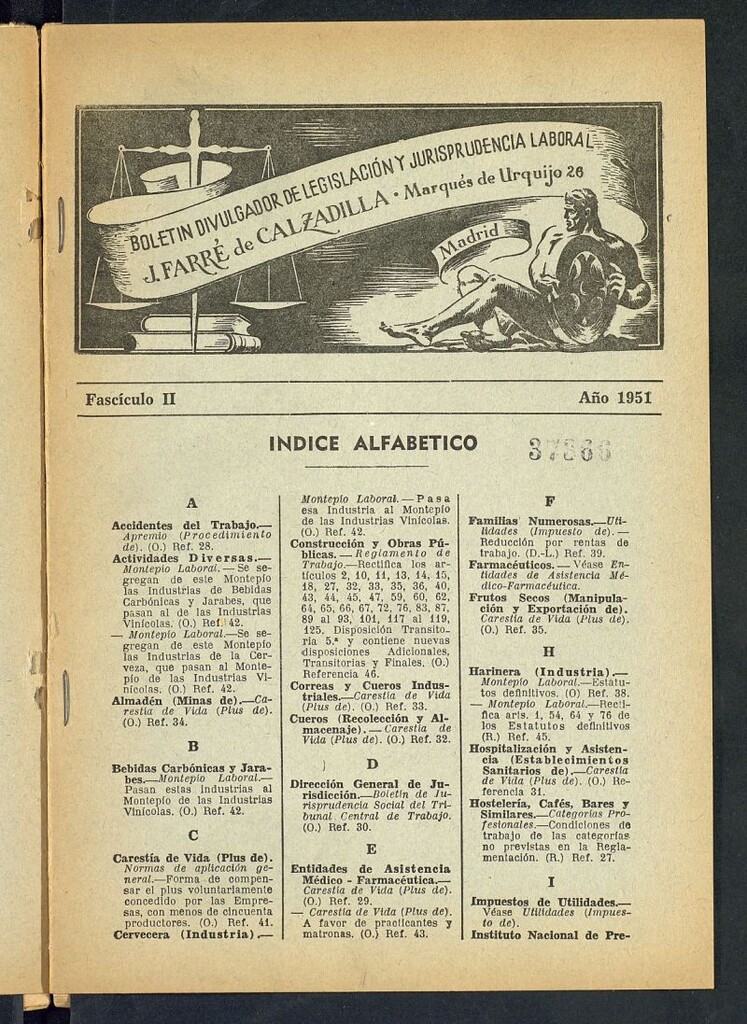 BOLETIN DIVULGADOR DE LEGISLACIÓN Y JURISPRUDENCIA LABORAL
J. FARRÉ de CALZADILLA • Marqués de Urquijo 26
Madrid
Fascículo II
Año 1951
INDICE ALFABETICO
37366
A
Accidentes del Trabajo.—
Apremio (Procedimiento
de). (O.) Ref. 28.
Actividades Diversas.—
Montepío Laboral.—Se se-
gregan de este Montepío
las Industrias de Bebidas
Carbónicas y Jarabes, que
pasan al de las Industrias
Vinícolas. (O.) Ref. 42.
— Montepío Laboral.—Se se-
gregan de este Montepío
las Industrias de la Cer-
veza, que pasan al Monte-
pío de las Industrias Vi-
nícolas. (O.) Ref. 42.
Almadén (Minas de).—Ca-
restía de Vida (Plus de).
(O.) Ref. 34.
B
Bebidas Carbónicas y Jara-
bes.—Montepío Laboral.—
Pasan estas Industrias al
Montepío de las Industrias
Vinícolas. (O.) Ref. 42.
C
Carestía de Vida (Plus de).
Normas de aplicación ge-
neral.—Forma de compen-
sar el plus voluntariamente
concedido por las Empre-
sas, con menos de cincuenta
productores. (O.) Ref. 41.
Cervecera (Industria).—
Montepío Laboral.—Pasa
esa Industria al Montepío
de las Industrias Vinícolas.
(O.) Ref. 42.
Construcción y Obras Pú-
blicas.—Reglamento de
Trabajo.—Rectifica los ar-
tículos 2, 10, 11, 13, 14, 15,
18, 27, 32, 33, 35, 36, 40,
43, 44, 45, 47, 59, 60, 62,
64, 65, 66, 67, 72, 76, 83, 87,
89 al 93, 101, 117 al 119,
125, Disposición Transito-
ria 5.ª y contiene nuevas
disposiciones Adicionales,
Transitorias y Finales. (O.)
Referencia 46.
Correas y Cueros Indus-
triales.—Carestía de Vida
(Plus de). (O.) Ref. 33.
Cueros (Recolección y Al-
macenaje).—Carestía de
Vida (Plus de). (O.) Ref. 32.
D
Dirección General de Ju-
risdicción.—Boletín de Ju-
risprudencia Social del Tri-
bunal Central de Trabajo.
(O.) Ref. 30.
E
Entidades de Asistencia
Médico - Farmacéutica.—
Carestía de Vida (Plus de).
(O.) Ref. 29.
— Carestía de Vida (Plus de).
A favor de practicantes y
matronas. (O.) Ref. 43.
F
Familias Numerosas.—Uti-
lidades (Impuesto de).—
Reducción por rentas de
trabajo. (D.-L.) Ref. 39.
Farmacéuticos.— Véase En-
tidades de Asistencia Mé-
dico-Farmacéutica.
Frutos Secos (Manipula-
ción y Exportación de).
Carestía de Vida (Plus de).
(O.) Ref. 35.
H
Harinera (Industria).—
Montepío Laboral.—Estatu-
tos definitivos. (O) Ref. 38.
— Montepío Laboral.—Recti-
fica arts. 1, 54, 64 y 76 de
los Estatutos definitivos
(R.) Ref. 45.
Hospitalización y Asisten-
cia (Establecimientos
Sanitarios de).—Carestía
de Vida (Plus de). (O.) Re-
ferencia 31.
Hostelería, Cafés, Bares y
Similares.—Categorías Pro-
fesionales.—Condiciones de
trabajo de las categorías
no previstas en la Regla-
mentación. (R.) Ref. 27.
I
Impuestos de Utilidades.—
Véase Utilidades (Impues-
to de).
Instituto Nacional de Pre-